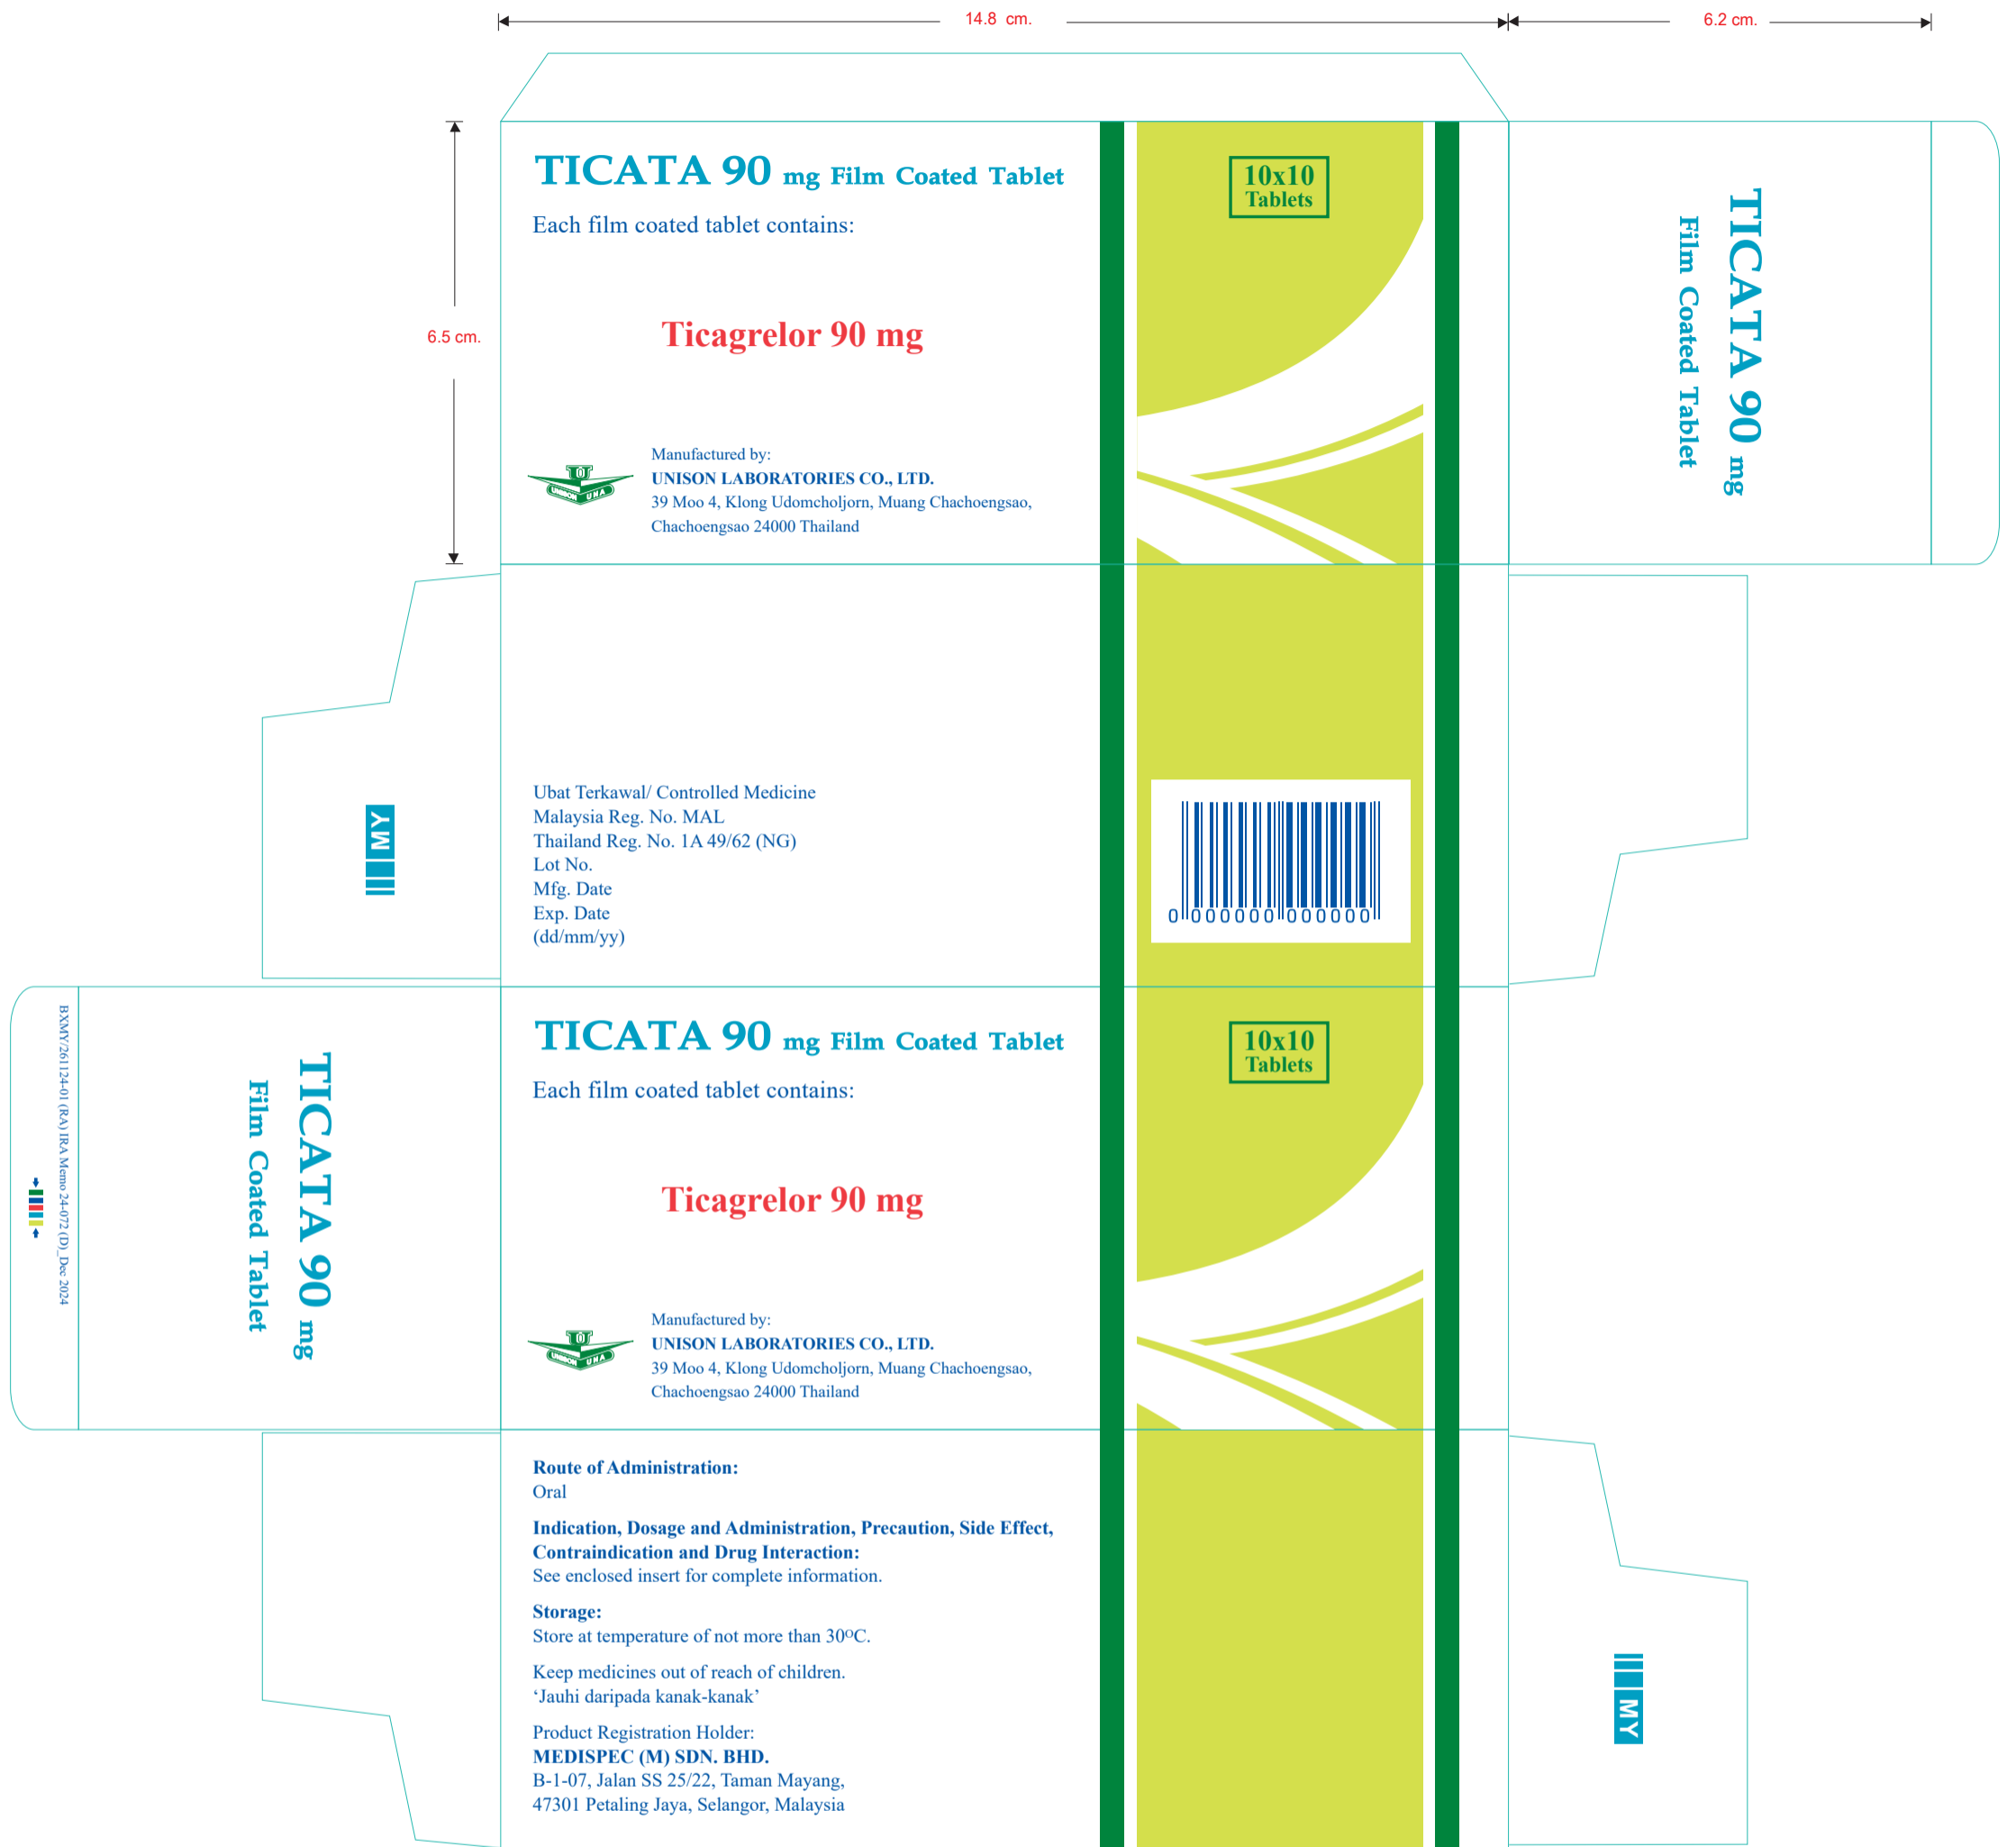 14.8 cm.
6.2 cm.
6.5 cm.
TICATA 90 mg Film Coated Tablet
Each film coated tablet contains:
Ticagrelor 90 mg
10x10
Tablets
UNISON UNA
Manufactured by:
UNISON LABORATORIES CO., LTD.
39 Moo 4, Klong Udomcholjorn, Muang Chachoengsao,
Chachoengsao 24000 Thailand
TICATA 90 mg
Film Coated Tablet
MY
Ubat Terkawal/ Controlled Medicine
Malaysia Reg. No. MAL
Thailand Reg. No. 1A 49/62 (NG)
Lot No.
Mfg. Date
Exp. Date
(dd/mm/yy)
0 000000 000000
BXMY/261124-01 (RA) IRA Memo 24-072 (D)_Dec 2024
TICATA 90 mg
Film Coated Tablet
TICATA 90 mg Film Coated Tablet
Each film coated tablet contains:
Ticagrelor 90 mg
10x10
Tablets
UNISON UNA
Manufactured by:
UNISON LABORATORIES CO., LTD.
39 Moo 4, Klong Udomcholjorn, Muang Chachoengsao,
Chachoengsao 24000 Thailand
Route of Administration:
Oral
Indication, Dosage and Administration, Precaution, Side Effect,
Contraindication and Drug Interaction:
See enclosed insert for complete information.
Storage:
Store at temperature of not more than 30ºC.
Keep medicines out of reach of children.
‘Jauhi daripada kanak-kanak’
Product Registration Holder:
MEDISPEC (M) SDN. BHD.
B-1-07, Jalan SS 25/22, Taman Mayang,
47301 Petaling Jaya, Selangor, Malaysia
MY